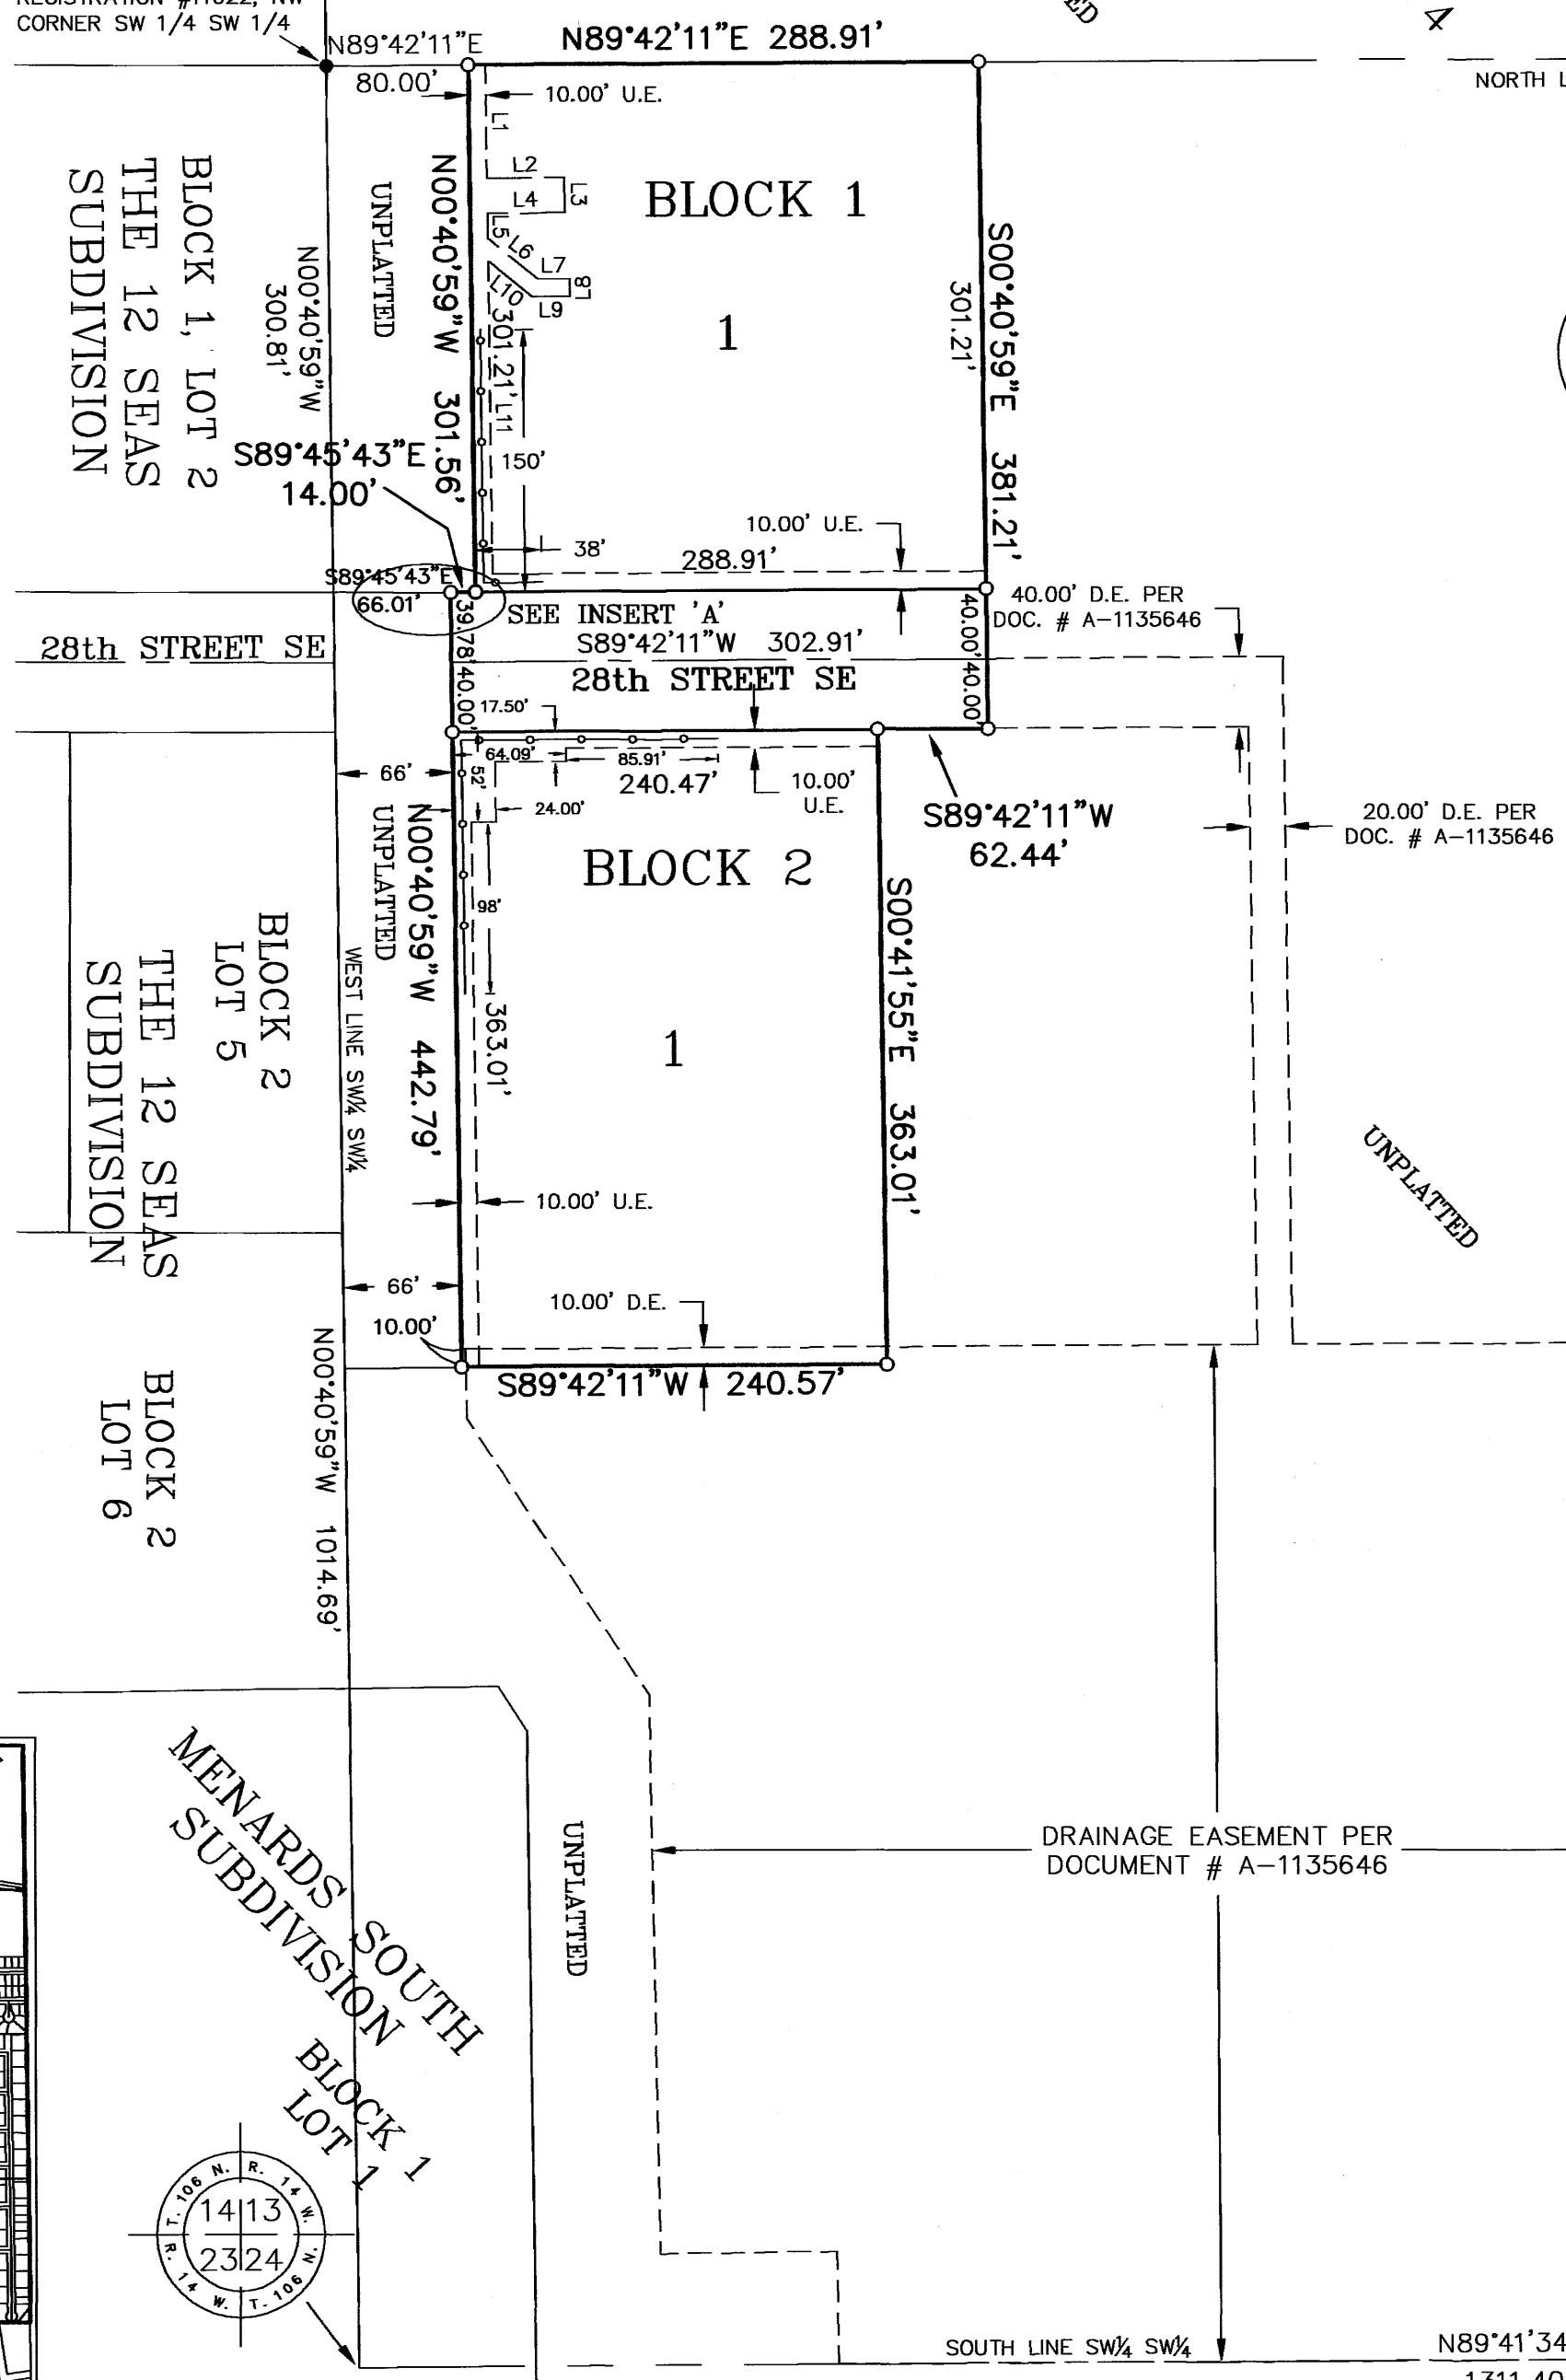 CORNER SW 1/4 SW 1/4
N89°42'11"E
80.00'
N89°42'11"E 288.91'
4
NORTH
10.00' U.E.
L1
L2
L3
L4
L5
L6
L7
L8
L9
L10
301.21'
L11
BLOCK 1
1
BLOCK 1, LOT 2
THE 12 SEAS
SUBDIVISION
N00°40'59"W
300.81'
UNPLATTED
N00°40'59"W 301.56'
S00°40'59"E 381.21'
301.21'
S89°45'43"E
14.00'
150'
38'
10.00' U.E.
288.91'
S89°45'43"E
66.01'
SEE INSERT 'A'
40.00' D.E. PER
DOC. # A-1135646
28th STREET SE
S89°42'11"W 302.91'
28th STREET SE
39.78'
40.00'
40.00'
40.00'
17.50'
64.09'
85.91'
240.47'
10.00'
U.E.
52'
66'
24.00'
S89°42'11"W
62.44'
20.00' D.E. PER
DOC. # A-1135646
BLOCK 2
1
UNPLATTED
N00°40'59"W 442.79'
98'
363.01'
S00°41'55"E 363.01'
BLOCK 2
LOT 5
THE 12 SEAS
SUBDIVISION
WEST LINE SW¼ SW¼
UNPLATTED
10.00' U.E.
66'
10.00' D.E.
10.00'
S89°42'11"W 240.57'
BLOCK 2
LOT 6
N00°40'59"W 1014.69'
MENARDS SOUTH
SUBDIVISION
BLOCK 1
LOT 1
UNPLATTED
DRAINAGE EASEMENT PER
DOCUMENT # A-1135646
T. 106 N. R. 14 W.
14 13
23 24
R. 14 W. T. 106 N.
SOUTH LINE SW¼ SW¼
N89°41'34